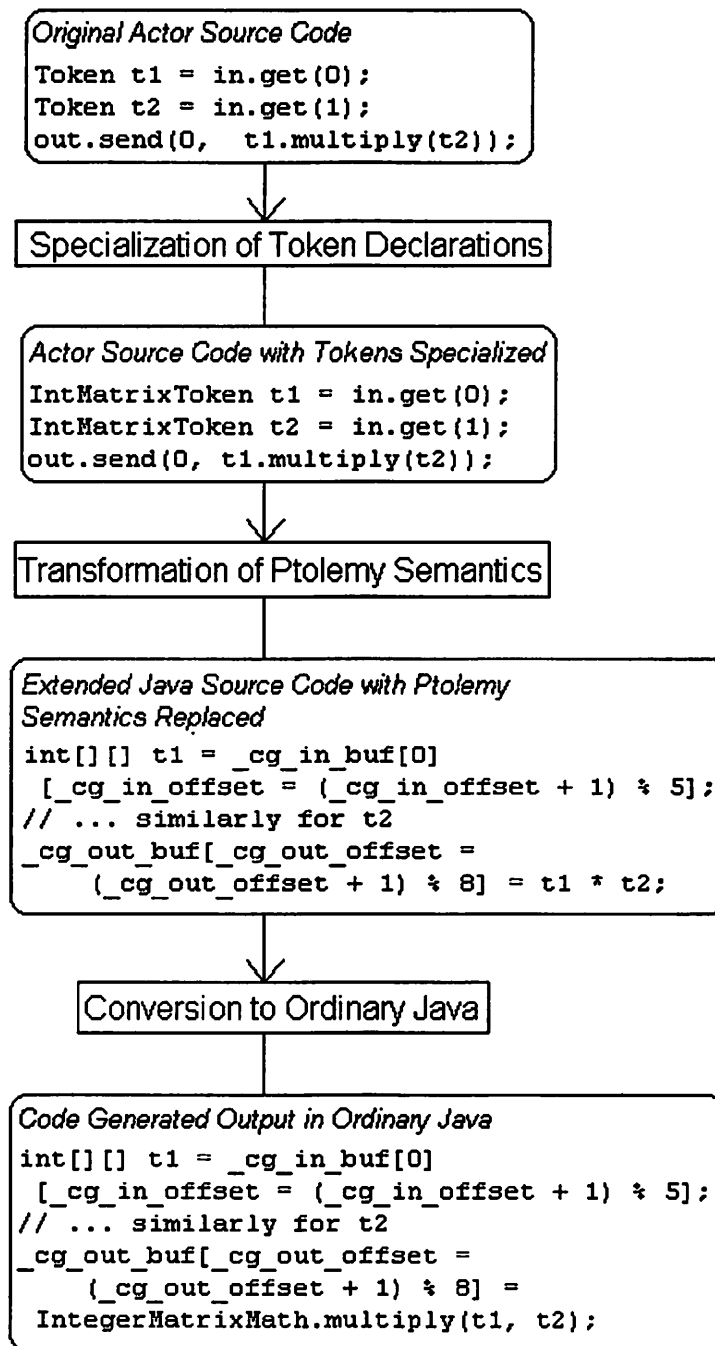 Original Actor Source Code
Token t1 = in.get(0);
Token t2 = in.get(1);
out.send(0, t1.multiply(t2));
Specialization of Token Declarations
Actor Source Code with Tokens Specialized
IntMatrixToken t1 = in.get(0);
IntMatrixToken t2 = in.get(1);
out.send(0, t1.multiply(t2));
Transformation of Ptolemy Semantics
Extended Java Source Code with Ptolemy
Semantics Replaced
int[][] t1 = _cg_in_buf[0]
[_cg_in_offset = (_cg_in_offset + 1) % 5];
// ... similarly for t2
_cg_out_buf[_cg_out_offset =
(_cg_out_offset + 1) % 8] = t1 * t2;
Conversion to Ordinary Java
Code Generated Output in Ordinary Java
int[][] t1 = _cg_in_buf[0]
[_cg_in_offset = (_cg_in_offset + 1) % 5];
// ... similarly for t2
_cg_out_buf[_cg_out_offset =
(_cg_out_offset + 1) % 8] =
IntegerMatrixMath.multiply(t1, t2);